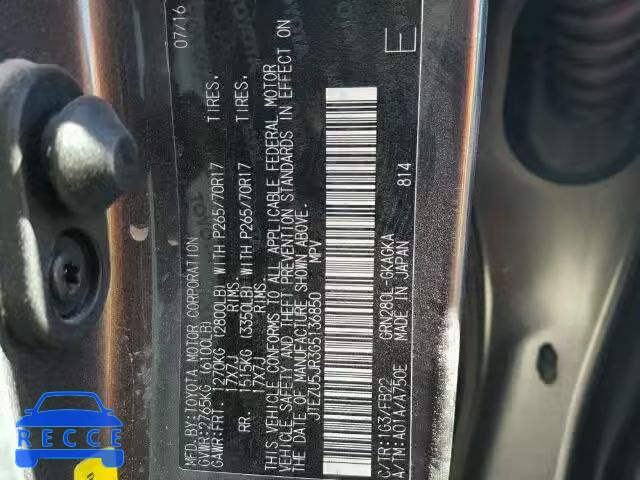 MFD.BY:TOYOTA MOTOR CORPORATION 07/16
GVWR:2765KG(6100LB)
GAWR:FRT. 1270KG (2800LB) WITH P265/70R17 TIRES.
17X7J RIMS.
RR. 1515KG (3350LB) WITH P265/70R17 TIRES.
17X7J RIMS.
THIS VEHICLE CONFORMS TO ALL APPLICABLE FEDERAL MOTOR
VEHICLE SAFETY AND THEFT PREVENTION STANDARDS IN EFFECT ON
THE DATE OF MANUFACTURE SHOWN ABOVE.
JTEZU5JR3G5136850 MPV
E
C/TR:1G3/FB22 GRN280L-GKAGKA
A/TM:A01A/A750E MADE IN JAPAN 814
RECCE